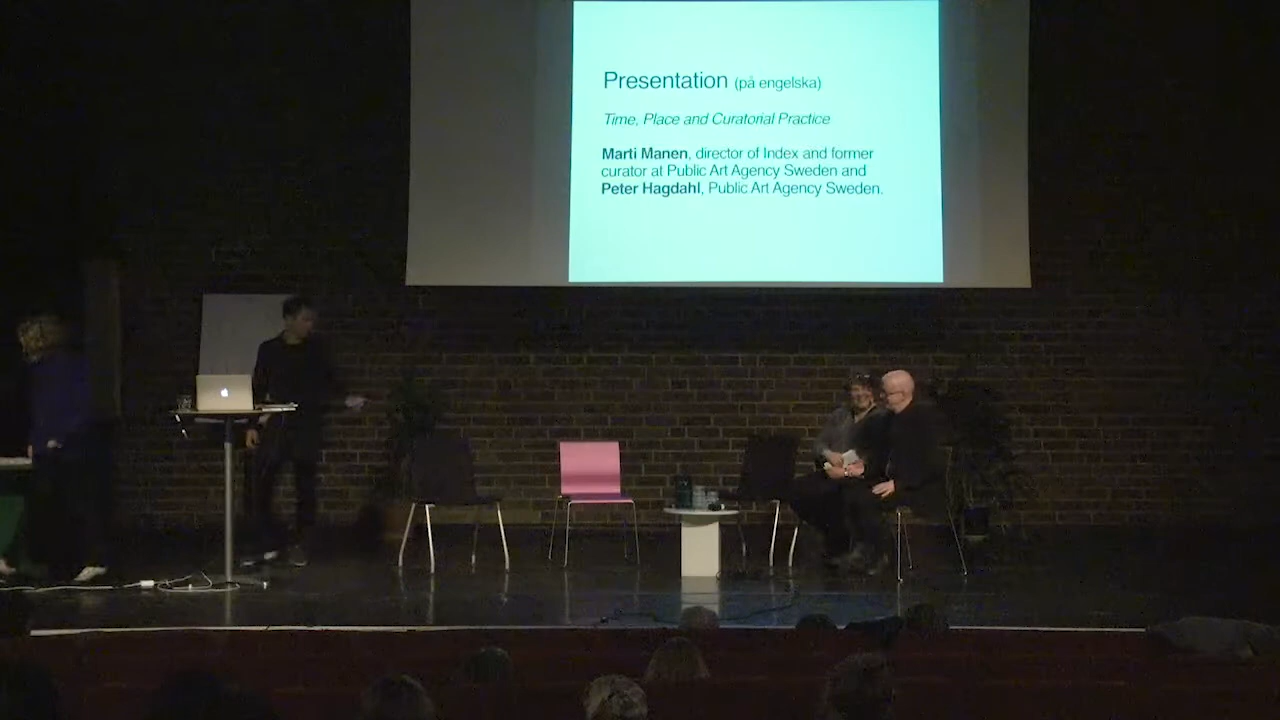 Presentation (på engelska)
Time, Place and Curatorial Practice
Marti Manen, director of Index and former
curator at Public Art Agency Sweden and
Peter Hagdahl, Public Art Agency Sweden.